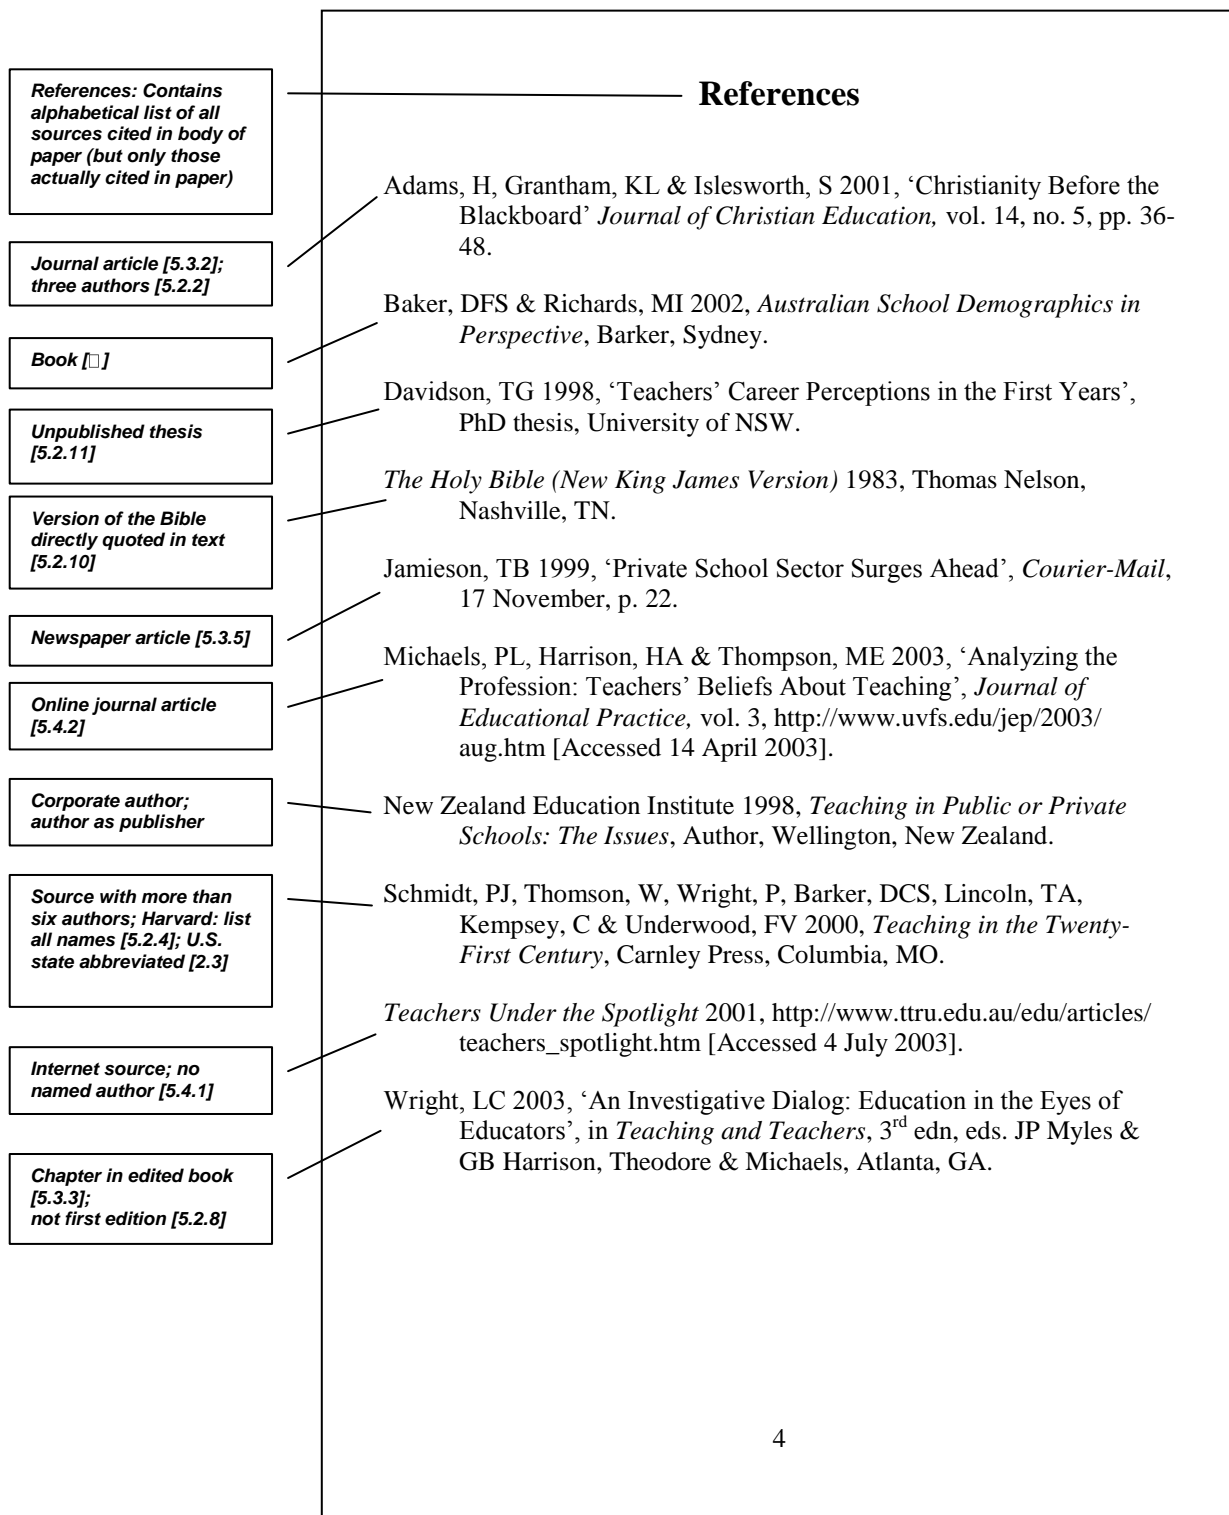 References: Contains
alphabetical list of all
sources cited in body of
paper (but only those
actually cited in paper)
Journal article [5.3.2];
three authors [5.2.2]
Book [□ ]
Unpublished thesis
[5.2.11]
Version of the Bible
directly quoted in text
[5.2.10]
Newspaper article [5.3.5]
Online journal article
[5.4.2]
Corporate author;
author as publisher
Source with more than
six authors; Harvard: list
all names [5.2.4]; U.S.
state abbreviated [2.3]
Internet source; no
named author [5.4.1]
Chapter in edited book
[5.3.3];
not first edition [5.2.8]
References
Adams, H, Grantham, KL & Islesworth, S 2001, ‘Christianity Before the
Blackboard’ Journal of Christian Education, vol. 14, no. 5, pp. 36-
48.
Baker, DFS & Richards, MI 2002, Australian School Demographics in
Perspective, Barker, Sydney.
Davidson, TG 1998, ‘Teachers’ Career Perceptions in the First Years’,
PhD thesis, University of NSW.
The Holy Bible (New King James Version) 1983, Thomas Nelson,
Nashville, TN.
Jamieson, TB 1999, ‘Private School Sector Surges Ahead’, Courier-Mail,
17 November, p. 22.
Michaels, PL, Harrison, HA & Thompson, ME 2003, ‘Analyzing the
Profession: Teachers’ Beliefs About Teaching’, Journal of
Educational Practice, vol. 3, http://www.uvfs.edu/jep/2003/
aug.htm [Accessed 14 April 2003].
New Zealand Education Institute 1998, Teaching in Public or Private
Schools: The Issues, Author, Wellington, New Zealand.
Schmidt, PJ, Thomson, W, Wright, P, Barker, DCS, Lincoln, TA,
Kempsey, C & Underwood, FV 2000, Teaching in the Twenty-
First Century, Carnley Press, Columbia, MO.
Teachers Under the Spotlight 2001, http://www.ttru.edu.au/edu/articles/
teachers_spotlight.htm [Accessed 4 July 2003].
Wright, LC 2003, ‘An Investigative Dialog: Education in the Eyes of
Educators’, in Teaching and Teachers, 3rd edn, eds. JP Myles &
GB Harrison, Theodore & Michaels, Atlanta, GA.
4